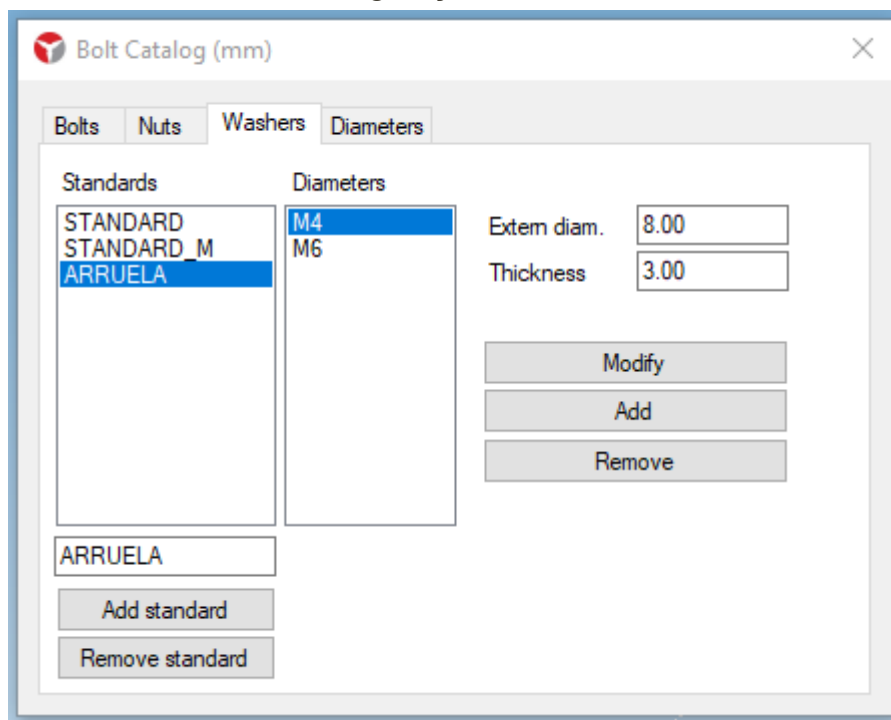 Bolt Catalog (mm)
Bolts Nuts Washers Diameters
Standards Diameters
STANDARD M4 Extern diam. 8.00
STANDARD_M M6
ARRUELA Thickness 3.00
Modify
Add
Remove
ARRUELA
Add standard
Remove standard